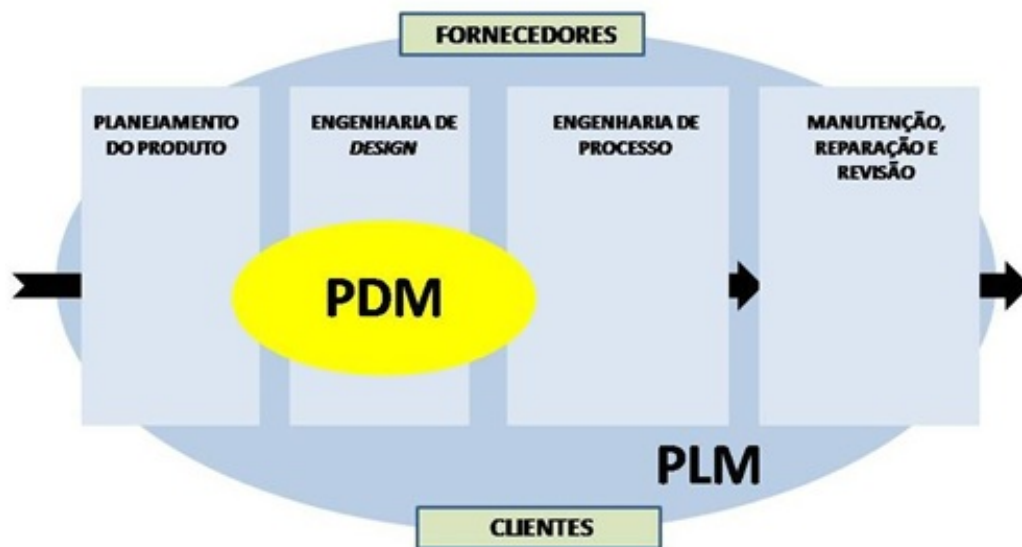 FORNECEDORES
PLANEJAMENTO
DO PRODUTO
ENGENHARIA DE
DESIGN
ENGENHARIA DE
PROCESSO
MANUTENÇÃO,
REPARAÇÃO E
REVISÃO
PDM
PLM
CLIENTES